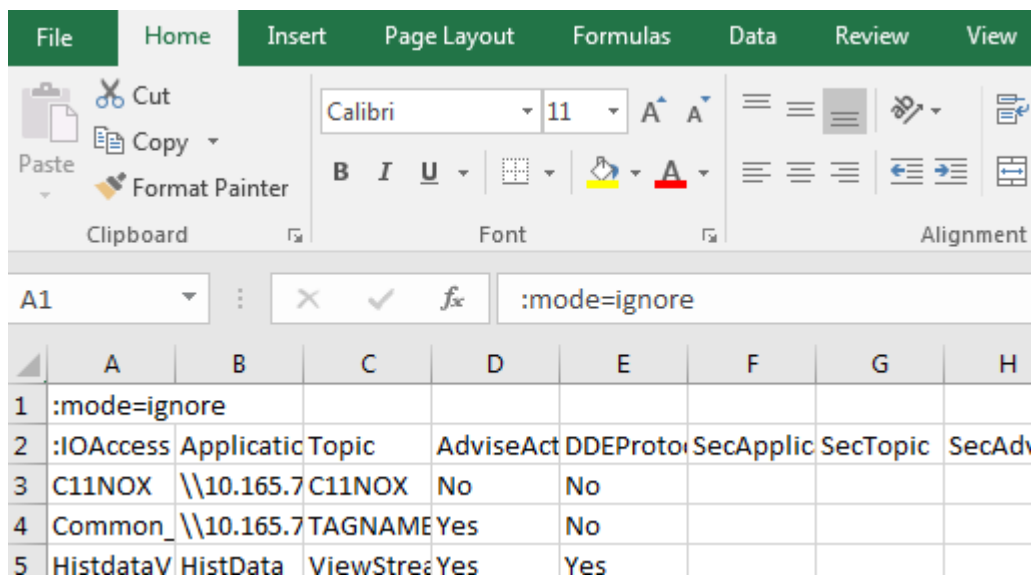 File Home Insert Page Layout Formulas Data Review View
Cut
Copy
Paste
Format Painter
Calibri 11 A A
B I U A
Clipboard Font Alignment
A1 fx :mode=ignore
A B C D E F G H
1 :mode=ignore
2 :IOAccess Applicatic Topic AdviseAct DDEProto SecApplic SecTopic SecAdv
3 C11NOX \\10.165.7 C11NOX No No
4 Common_ \\10.165.7 TAGNAME Yes No
5 HistdataV HistData ViewStrea Yes Yes